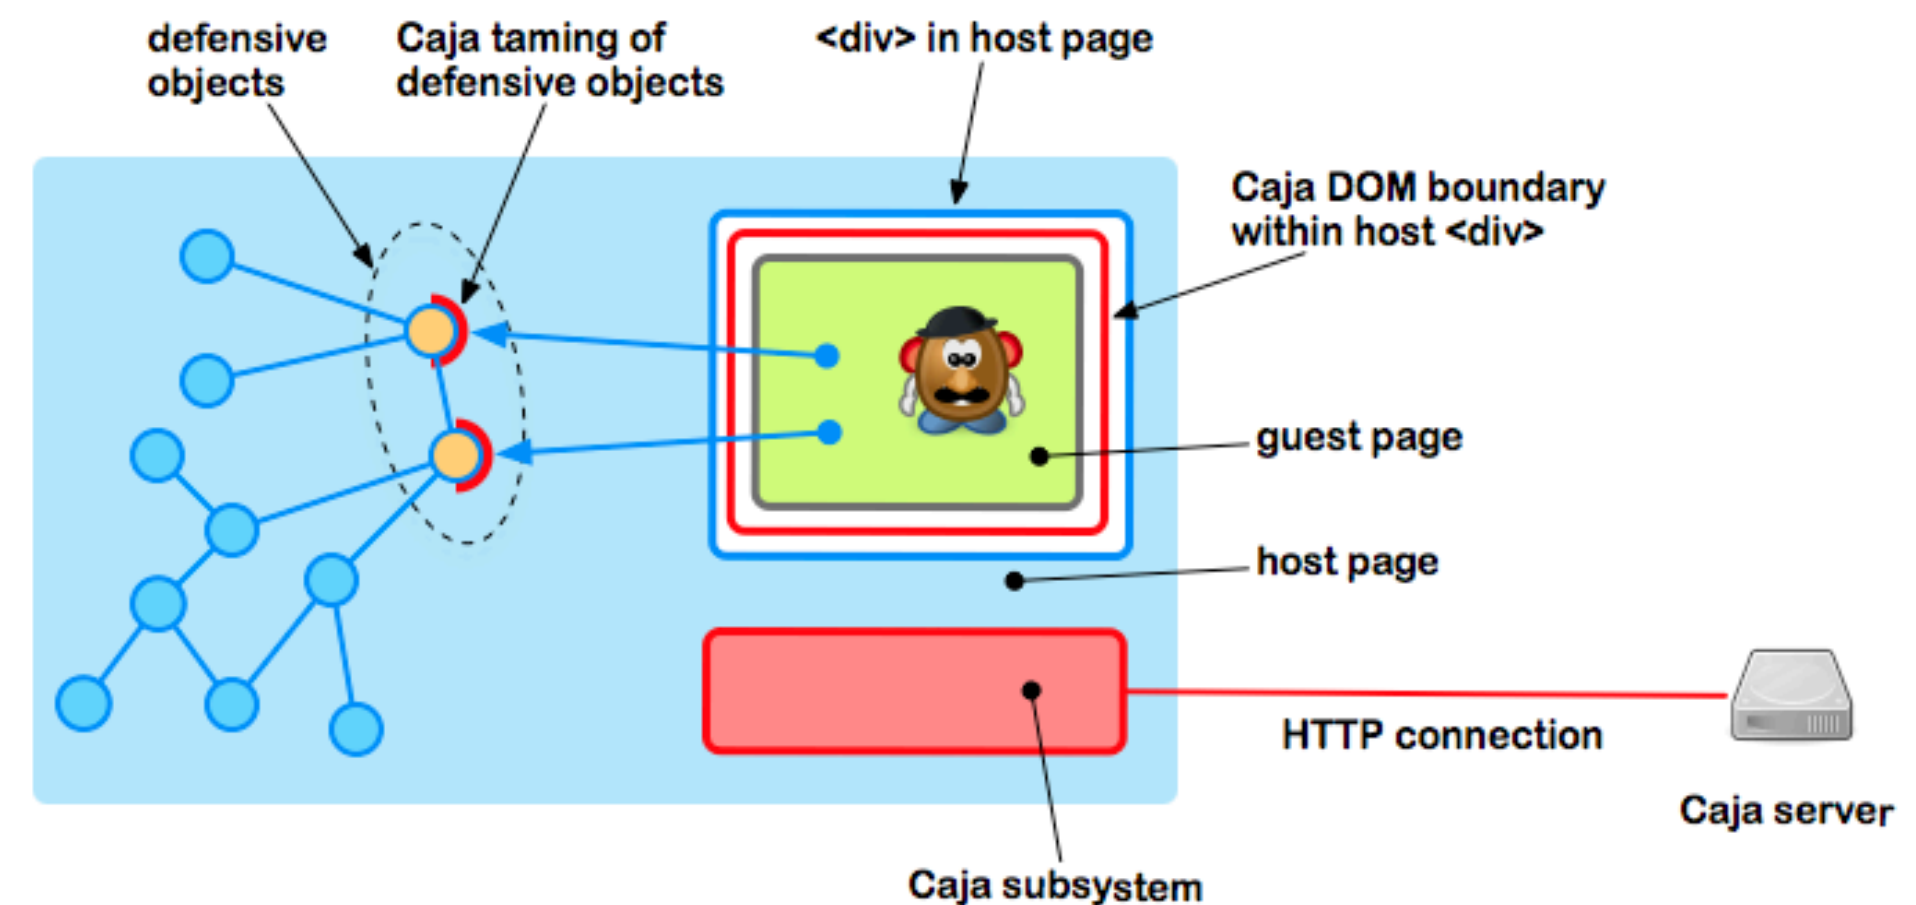 defensive
objects
Caja taming of
defensive objects
<div> in host page
Caja DOM boundary
within host <div>
guest page
host page
HTTP connection
Caja server
Caja subsystem